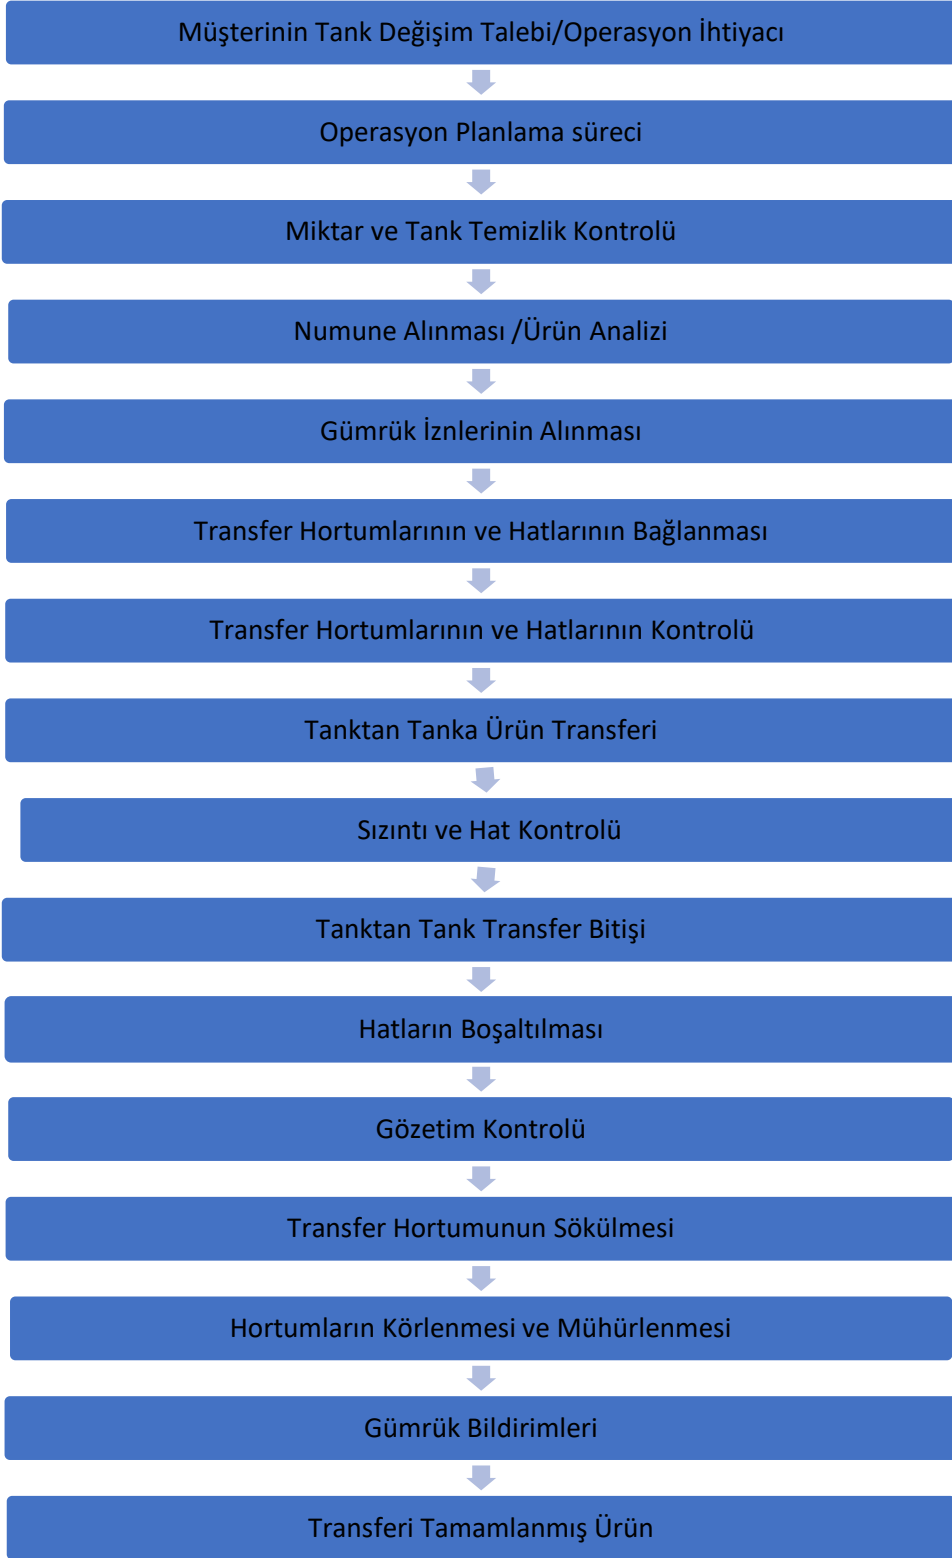 Müşterinin Tank Değişim Talebi/Operasyon İhtiyacı
Operasyon Planlama süreci
Miktar ve Tank Temizlik Kontrolü
Numune Alınması /Ürün Analizi
Gümrük İznlerinin Alınması
Transfer Hortumlarının ve Hatlarının Bağlanması
Transfer Hortumlarının ve Hatlarının Kontrolü
Tanktan Tanka Ürün Transferi
Sızıntı ve Hat Kontrolü
Tanktan Tank Transfer Bitişi
Hatların Boşaltılması
Gözetim Kontrolü
Transfer Hortumunun Sökülmesi
Hortumların Körlenmesi ve Mühürlenmesi
Gümrük Bildirimleri
Transferi Tamamlanmış Ürün